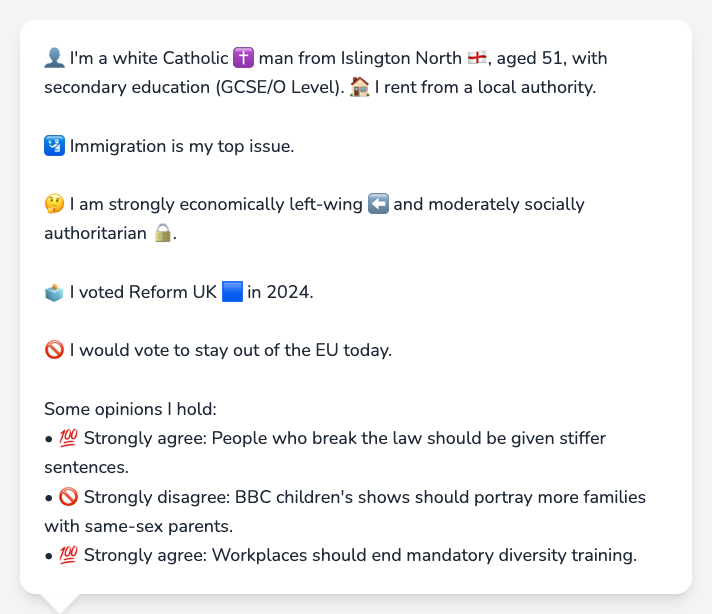 👤 I'm a white Catholic ✝️ man from Islington North 🏴󠁧󠁢󠁥󠁮󠁧󠁿, aged 51, with
secondary education (GCSE/O Level). 🏠 I rent from a local authority.
🛂 Immigration is my top issue.
🤔 I am strongly economically left-wing ⬅️ and moderately socially
authoritarian 🔒.
🗳️ I voted Reform UK 🟦 in 2024.
🚫 I would vote to stay out of the EU today.
Some opinions I hold:
• 💯 Strongly agree: People who break the law should be given stiffer
sentences.
• 🚫 Strongly disagree: BBC children's shows should portray more families
with same-sex parents.
• 💯 Strongly agree: Workplaces should end mandatory diversity training.